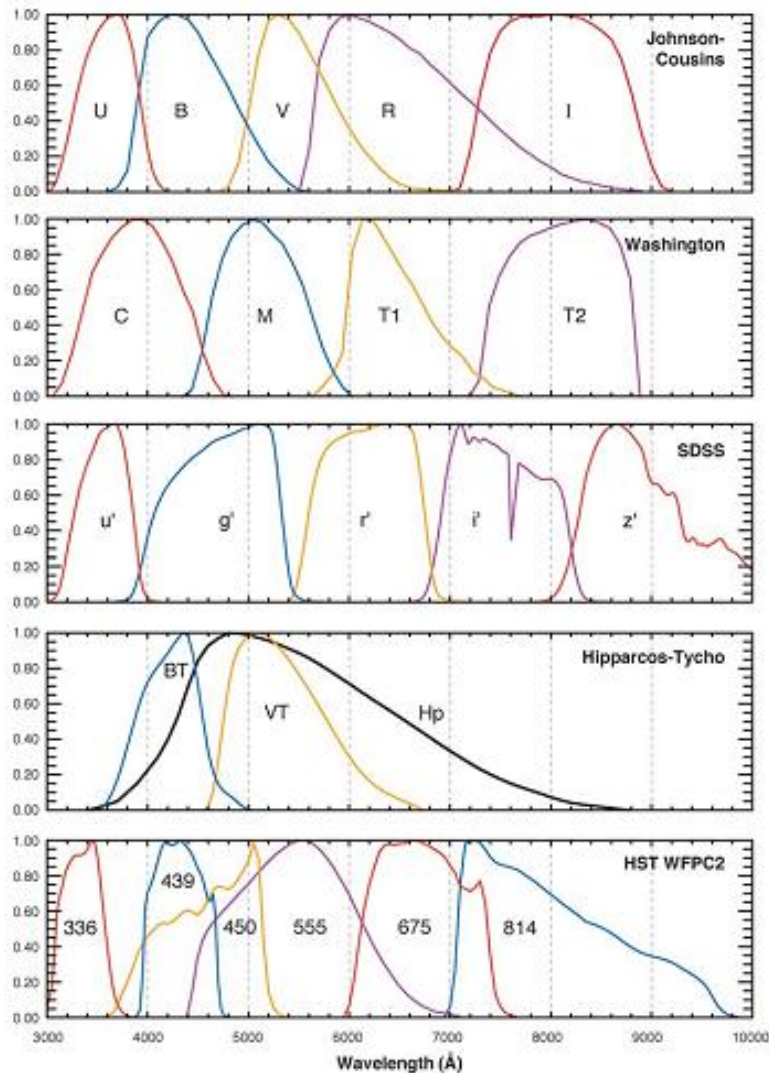 1.00
0.80
0.60
0.40
0.20
0.00
U B V R I
Johnson-
Cousins
1.00
0.80
0.60
0.40
0.20
0.00
C M T1 T2
Washington
1.00
0.80
0.60
0.40
0.20
0.00
u' g' r' i' z'
SDSS
1.00
0.80
0.60
0.40
0.20
0.00
BT VT Hp
Hipparcos-Tycho
1.00
0.80
0.60
0.40
0.20
0.00
336 439 450 555 675 814
HST WFPC2
3000 4000 5000 6000 7000 8000 9000 10000
Wavelength (Å)